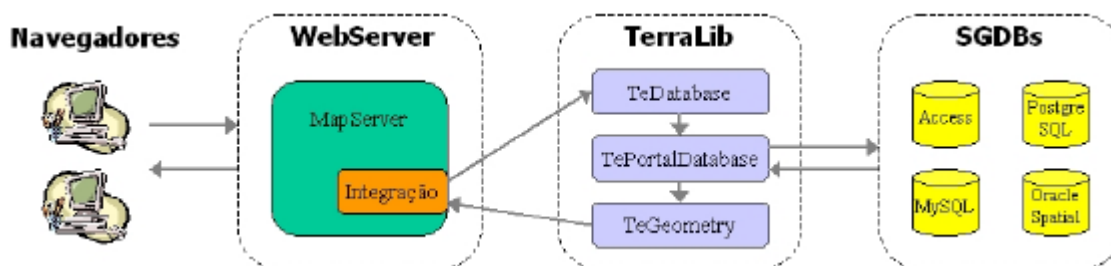 Navegadores
WebServer
MapServer
Integração
TerraLib
TeDatabase
TePortalDatabase
TeGeometry
SGDBs
Access
Postgre
SQL
MySQL
Oracle
Spatial